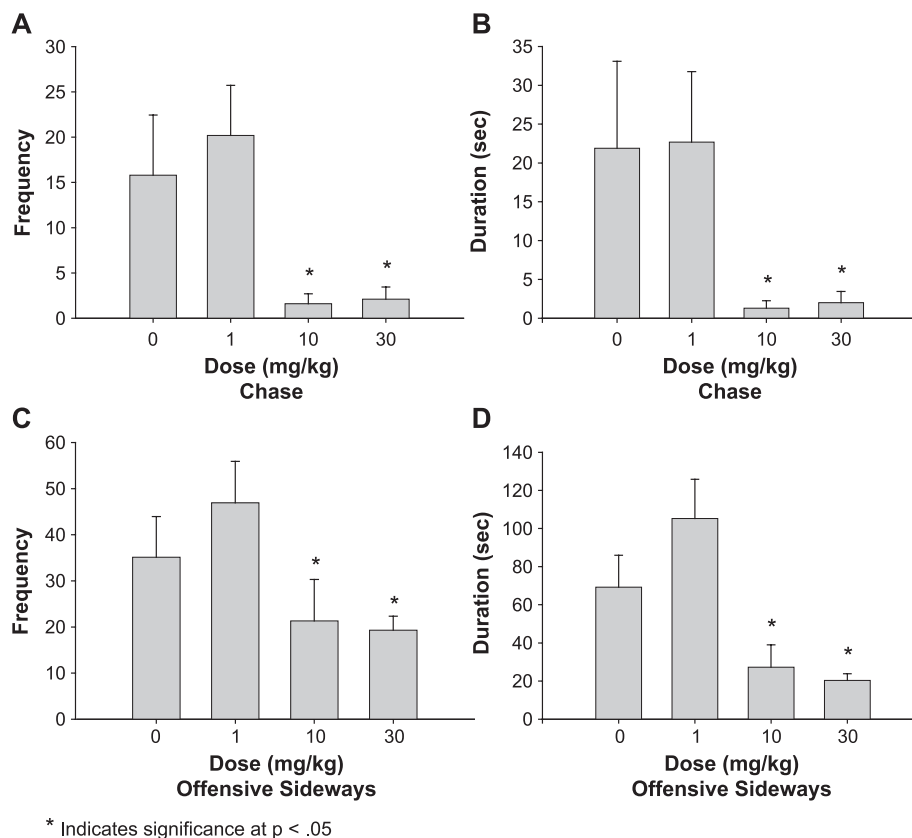 A
30
25
20
15
10
5
0
Frequency
*
*
0 1 10 30
Dose (mg/kg)
Chase
B
35
30
25
20
15
10
5
0
Duration (sec)
*
*
0 1 10 30
Dose (mg/kg)
Chase
C
60
50
40
30
20
10
0
Frequency
*
*
0 1 10 30
Dose (mg/kg)
Offensive Sideways
D
140
120
100
80
60
40
20
0
Duration (sec)
*
*
0 1 10 30
Dose (mg/kg)
Offensive Sideways
* Indicates significance at p < .05